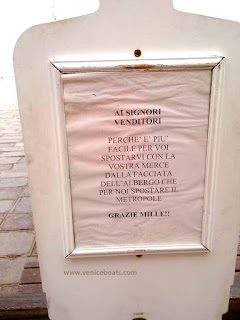 AI SIGNORI
VENDITORI
PERCHE' E' PIU'
FACILE PER VOI
SPOSTARVI CON LA
VOSTRA MERCE
DALLA FACCIATA
DELL'ALBERGO CHE
PER NOI SPOSTARE IL
METROPOLE
GRAZIE MILLE!!
www.veniceboats.com